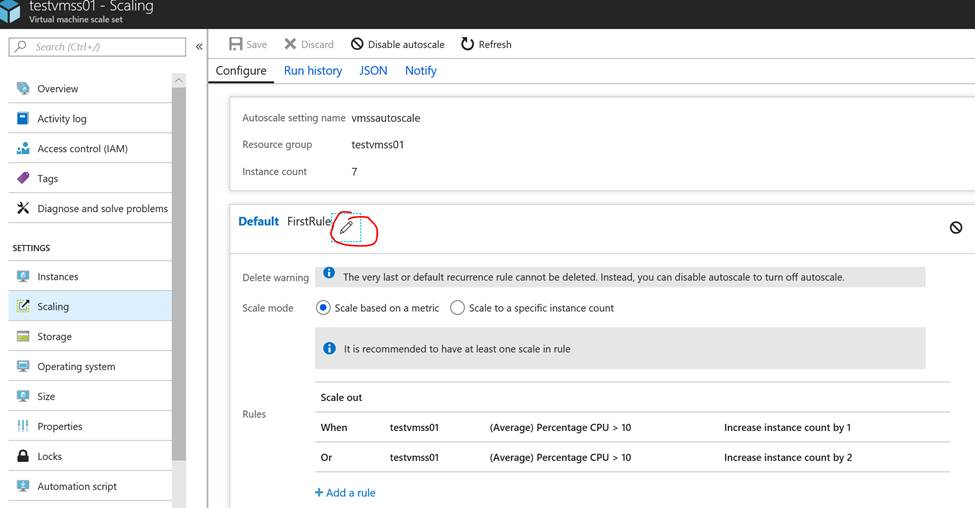 testvmss01 - Scaling
Virtual machine scale set
Search (Ctrl+/)
«
Overview
Activity log
Access control (IAM)
Tags
Diagnose and solve problems
SETTINGS
Instances
Scaling
Storage
Operating system
Size
Properties
Locks
Automation script
Save Discard Disable autoscale Refresh
Configure Run history JSON Notify
Autoscale setting name vmssautoscale
Resource group testvmss01
Instance count 7
Default FirstRule
Delete warning The very last or default recurrence rule cannot be deleted. Instead, you can disable autoscale to turn off autoscale.
Scale mode Scale based on a metric Scale to a specific instance count
It is recommended to have at least one scale in rule
Rules
Scale out
When testvmss01 (Average) Percentage CPU > 10 Increase instance count by 1
Or testvmss01 (Average) Percentage CPU > 10 Increase instance count by 2
+ Add a rule